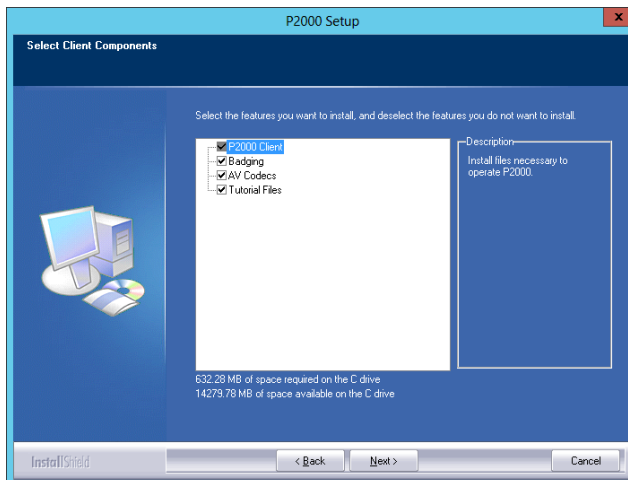 P2000 Setup
x
Select Client Components
Select the features you want to install, and deselect the features you do not want to install.
P2000 Client
Badging
AV Codecs
Tutorial Files
Description
Install files necessary to
operate P2000.
632.28 MB of space required on the C drive
14279.78 MB of space available on the C drive
InstallShield
< Back
Next >
Cancel